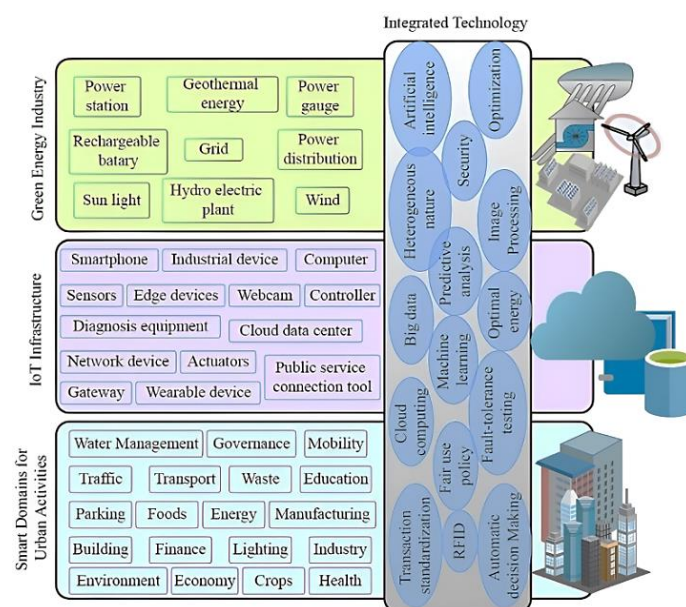 Integrated Technology
Green Energy Industry
Power
station
Geothermal
energy
Power
gauge
Rechargeable
batary
Grid
Power
distribution
Sun light
Hydro electric
plant
Wind
IoT Infrastructure
Smartphone
Industrial device
Computer
Sensors
Edge devices
Webcam
Controller
Diagnosis equipment
Cloud data center
Network device
Actuators
Public service
connection tool
Gateway
Wearable device
Smart Domains for
Urban Activities
Water Management
Governance
Mobility
Traffic
Transport
Waste
Education
Parking
Foods
Energy
Manufacturing
Building
Finance
Lighting
Industry
Environment
Economy
Crops
Health
Artificial
intelligence
Optimization
Security
Heterogeneous
nature
Image
Processing
Predictive
analysis
Big data
Optimal
energy
Machine
learning
Cloud
computing
Fault-tolerance
testing
Fair use
policy
Transaction
standardization
RFID
Automatic
decision Making